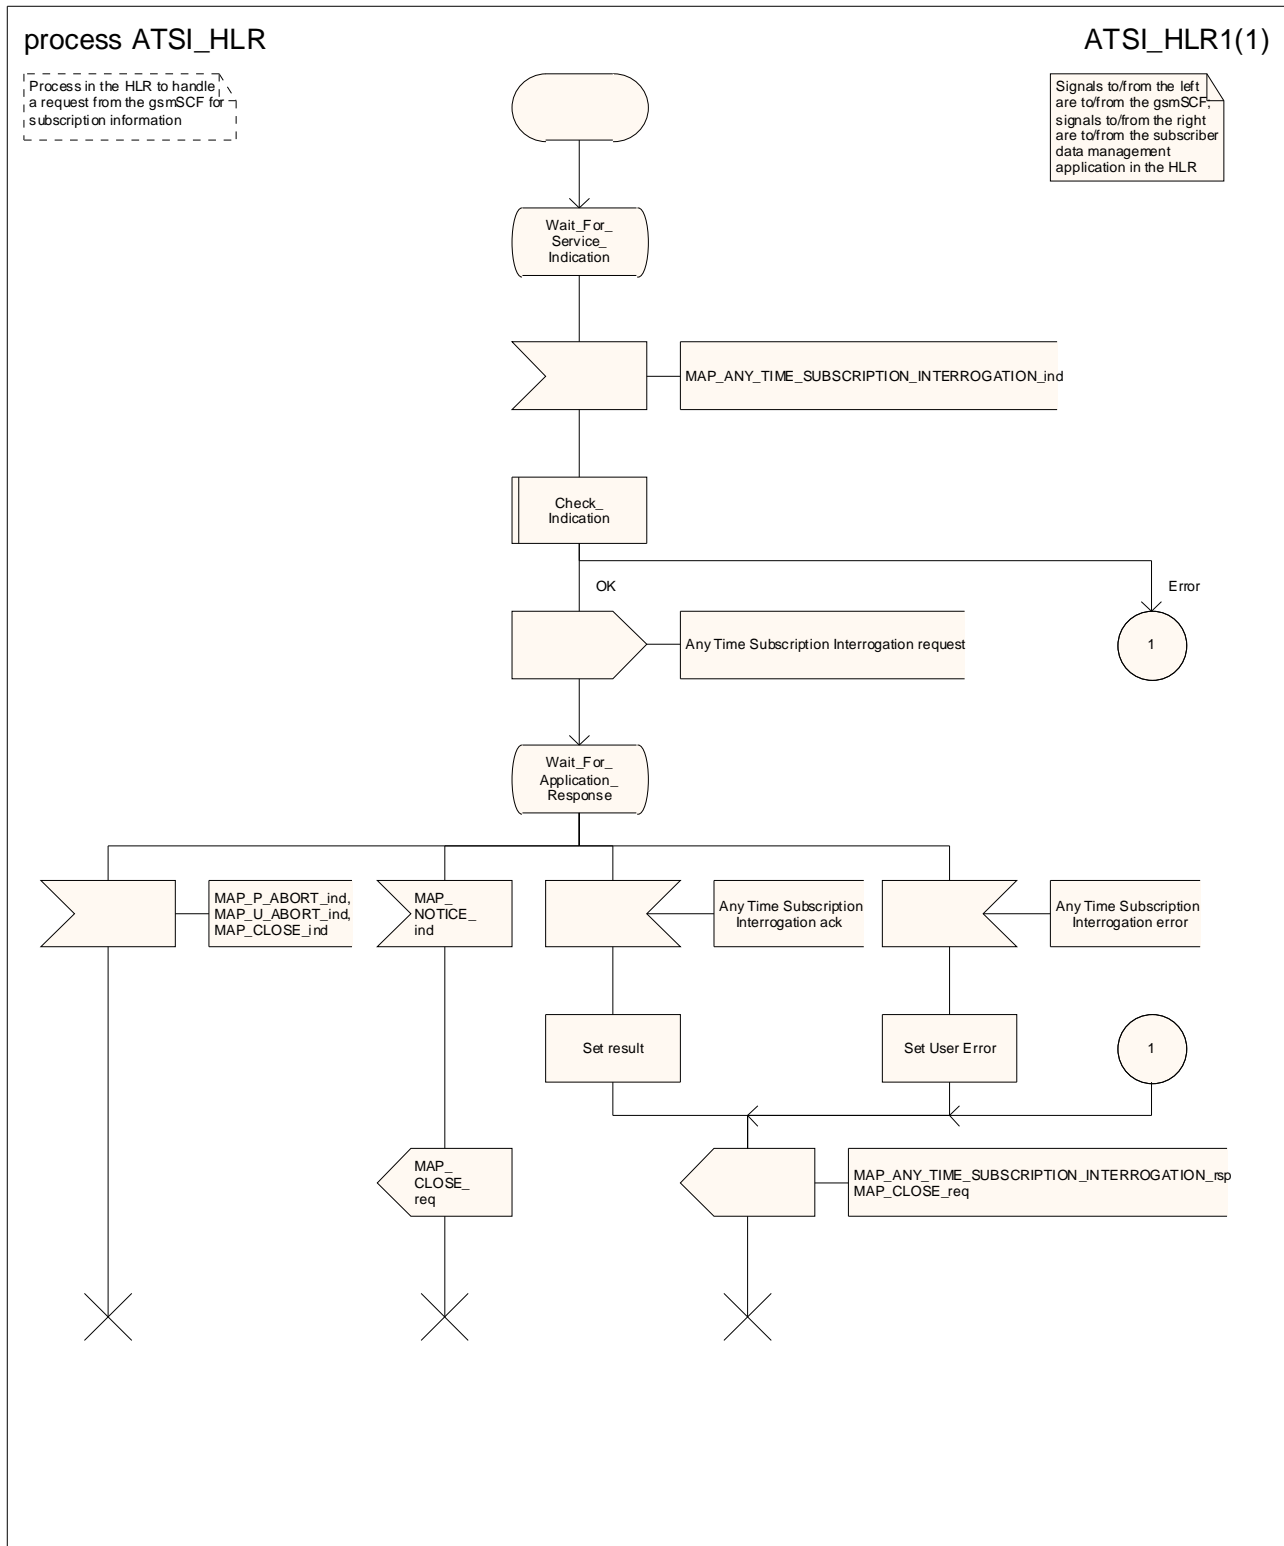 process ATSI_HLR
ATSI_HLR1(1)
Process in the HLR to handle
a request from the gsmSCF for
subscription information
Signals to/from the left
are to/from the gsmSCF;
signals to/from the right
are to/from the subscriber
data management
application in the HLR
Wait_For_
Service_
Indication
MAP_ANY_TIME_SUBSCRIPTION_INTERROGATION_ind
Check_
Indication
OK
Error
Any Time Subscription Interrogation request
1
Wait_For_
Application_
Response
MAP_P_ABORT_ind,
MAP_U_ABORT_ind,
MAP_CLOSE_ind
MAP_
NOTICE_
ind
Any Time Subscription
Interrogation ack
Any Time Subscription
Interrogation error
Set result
Set User Error
1
MAP_
CLOSE_
req
MAP_ANY_TIME_SUBSCRIPTION_INTERROGATION_rsp
MAP_CLOSE_req